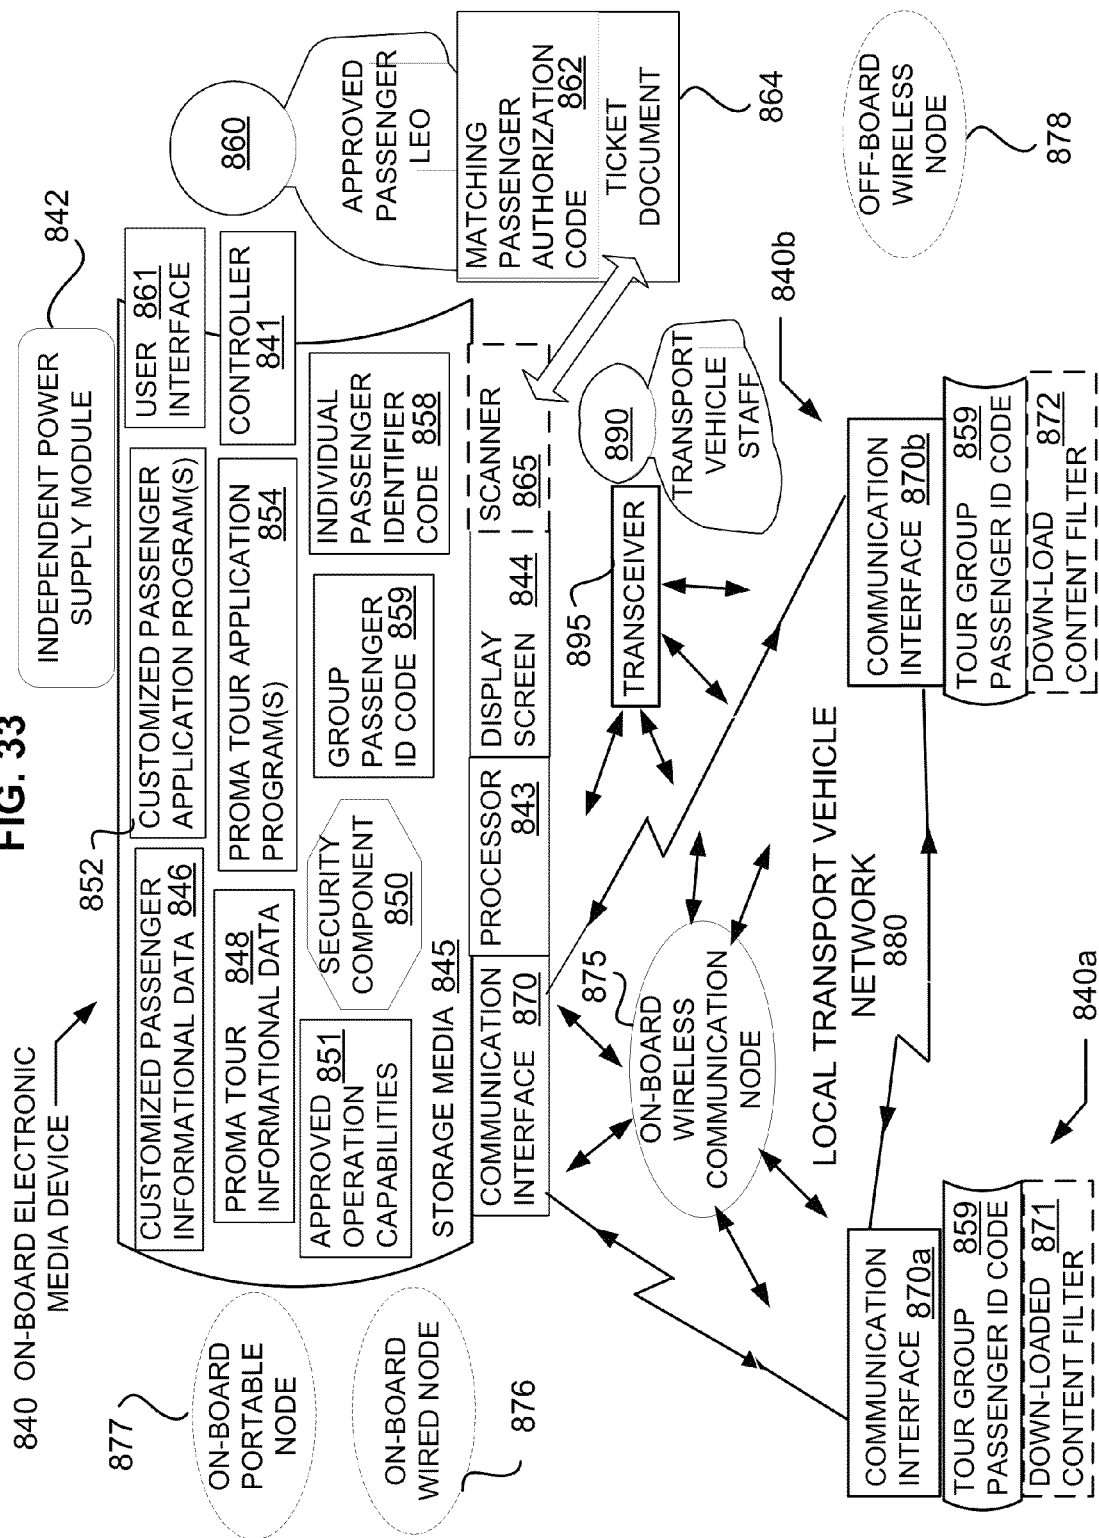 FIG. 33
840 ON-BOARD ELECTRONIC
MEDIA DEVICE
852
INDEPENDENT POWER
SUPPLY MODULE
842
877
ON-BOARD
PORTABLE
NODE
ON-BOARD
WIRED NODE
876
CUSTOMIZED PASSENGER
INFORMATIONAL DATA 846
CUSTOMIZED PASSENGER
APPLICATION PROGRAM(S)
USER 861
INTERFACE
PROMA TOUR 848
INFORMATIONAL DATA
PROMA TOUR APPLICATION
PROGRAM(S) 854
CONTROLLER
841
APPROVED 851
OPERATION
CAPABILITIES
SECURITY
COMPONENT
850
GROUP
PASSENGER
ID CODE 859
INDIVIDUAL
PASSENGER
IDENTIFIER
CODE 858
STORAGE MEDIA 845
COMMUNICATION
INTERFACE 870
PROCESSOR
843
DISPLAY
SCREEN 844
SCANNER
865
860
APPROVED
PASSENGER
LEO
MATCHING
PASSENGER
AUTHORIZATION
CODE 862
TICKET
DOCUMENT
864
875
ON-BOARD
WIRELESS
COMMUNICATION
NODE
895
TRANSCEIVER
890
TRANSPORT
VEHICLE
STAFF
LOCAL TRANSPORT VEHICLE
NETWORK
880
840b
OFF-BOARD
WIRELESS
NODE
878
COMMUNICATION
INTERFACE
870a
TOUR GROUP 859
PASSENGER ID CODE
DOWN-LOADED 871
CONTENT FILTER
840a
COMMUNICATION
INTERFACE 870b
TOUR GROUP 859
PASSENGER ID CODE
DOWN-LOAD 872
CONTENT FILTER